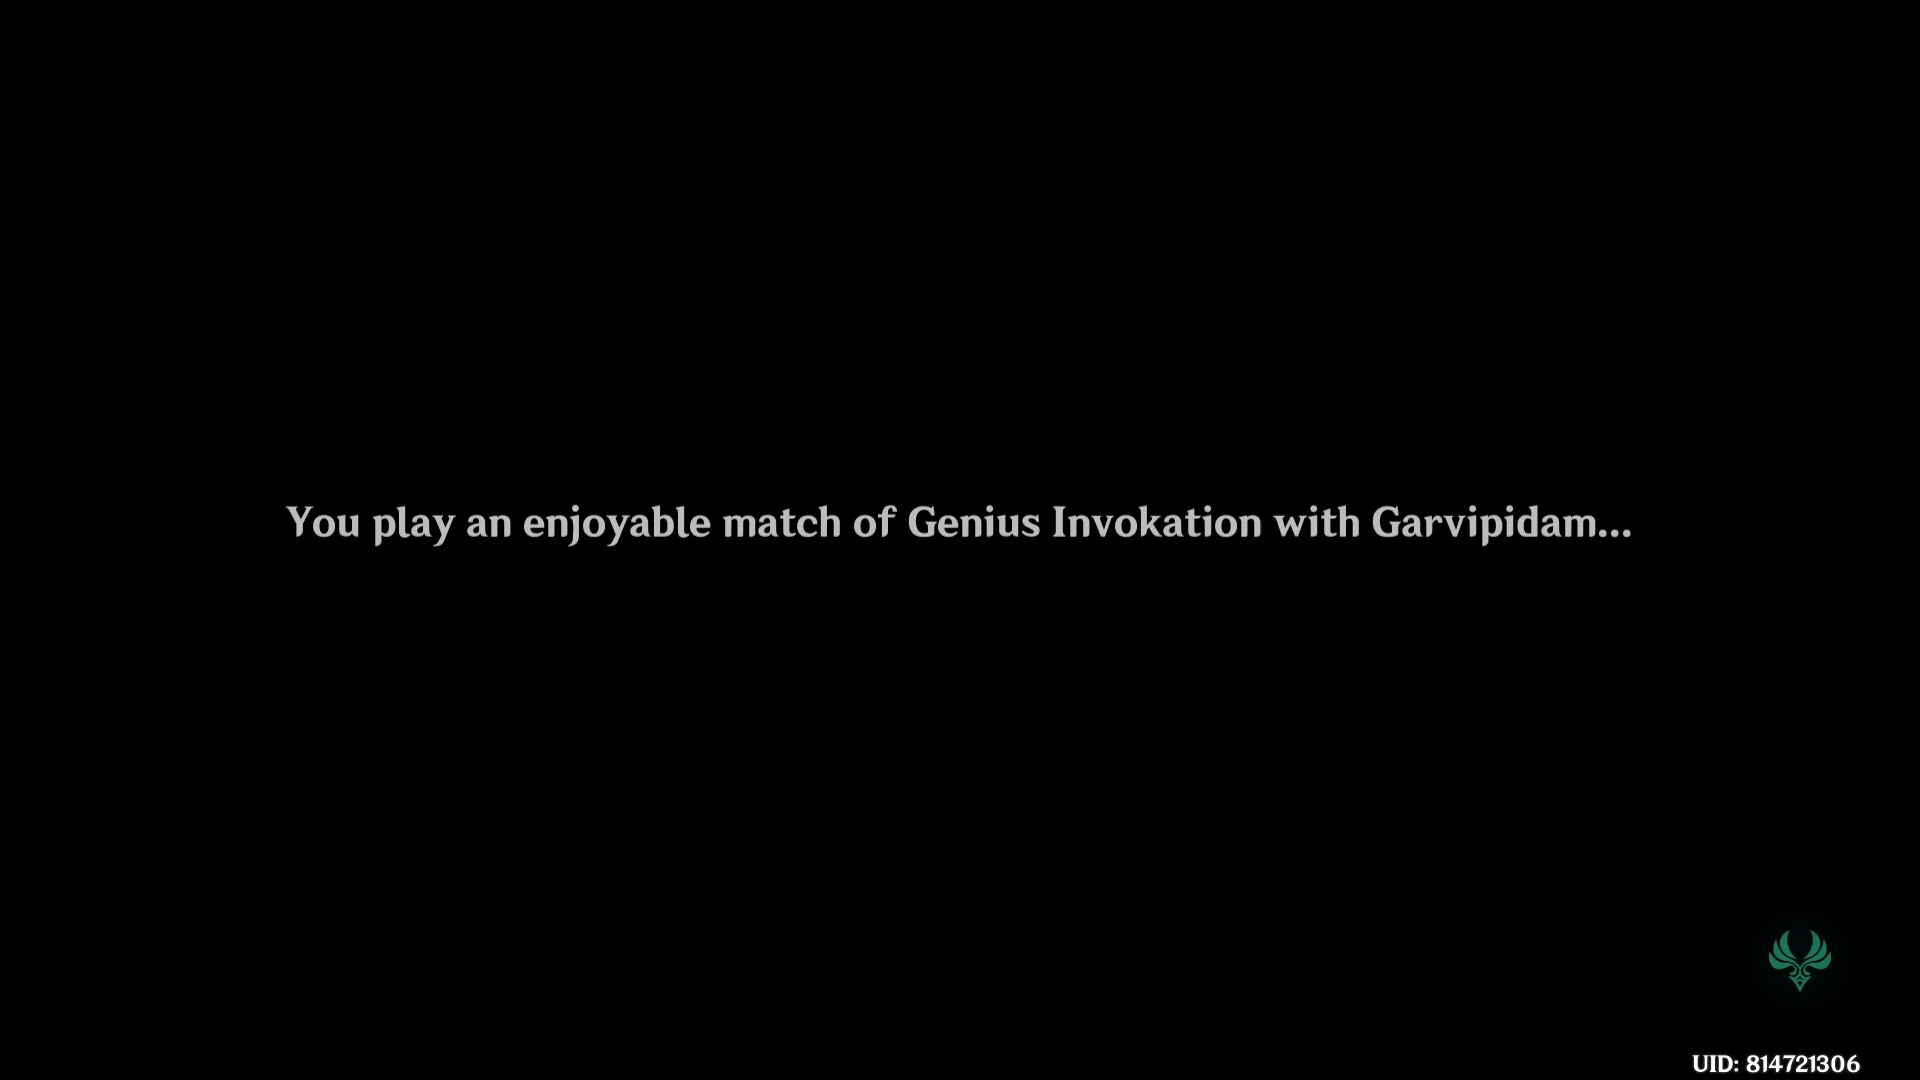 You play an enjoyable match of Genius Invokation with Garvipidam...
UID: 814721306